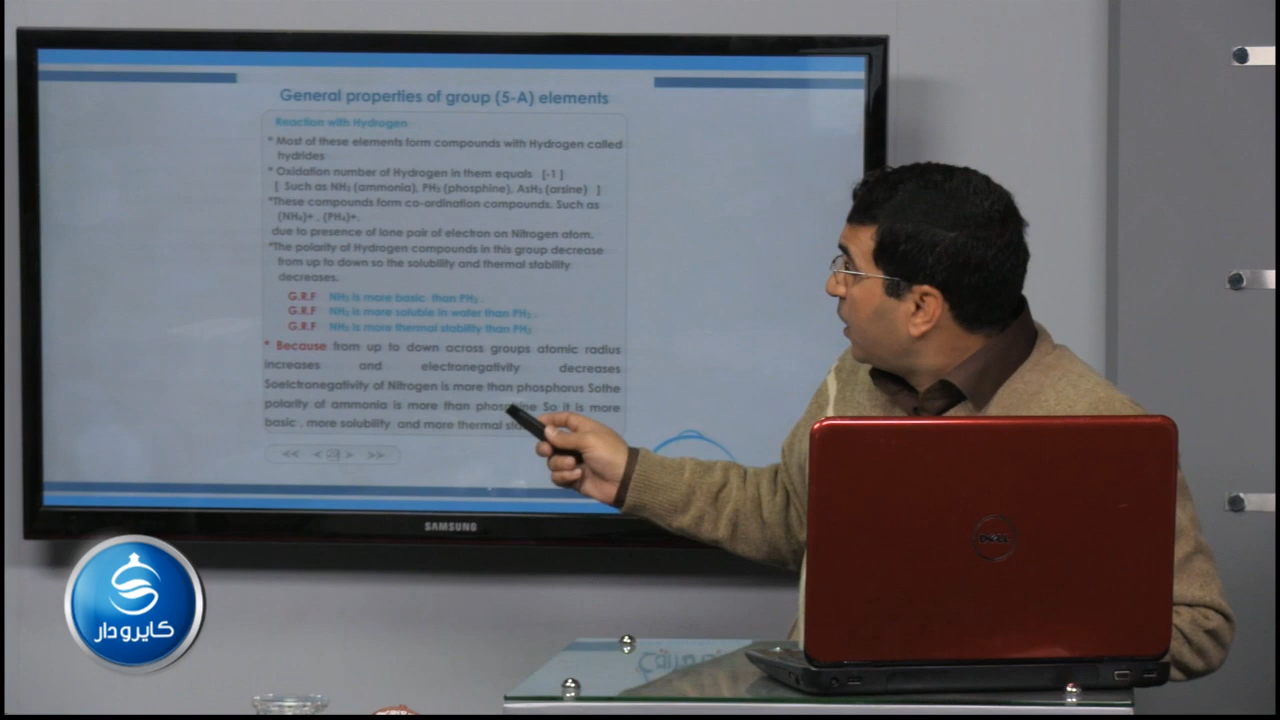 General properties of group (5-A) elements
Reaction with Hydrogen
* Most of these elements form compounds with Hydrogen called
hydrides
* Oxidation number of Hydrogen in them equals [-1]
[ Such as NH₃ (ammonia), PH₃ (phosphine), AsH₃ (arsine) ]
*These compounds form co-ordination compounds. Such as
(NH₄)+ , (PH₄)+.
due to presence of lone pair of electron on Nitrogen atom.
*The polarity of Hydrogen compounds in this group decrease
from up to down so the solubility and thermal stability
decreases.
G.R.F NH₃ is more basic than PH₃ .
G.R.F NH₃ is more soluble in water than PH₃ .
G.R.F NH₃ is more thermal stability than PH₃
* Because from up to down across groups atomic radius
increases and electronegativity decreases
Soelctronegativity of Nitrogen is more than phosphorus Sothe
polarity of ammonia is more than phosphine So it is more
basic , more solubility and more thermal
<< < 23 > >>
SAMSUNG
DELL
كايرودار